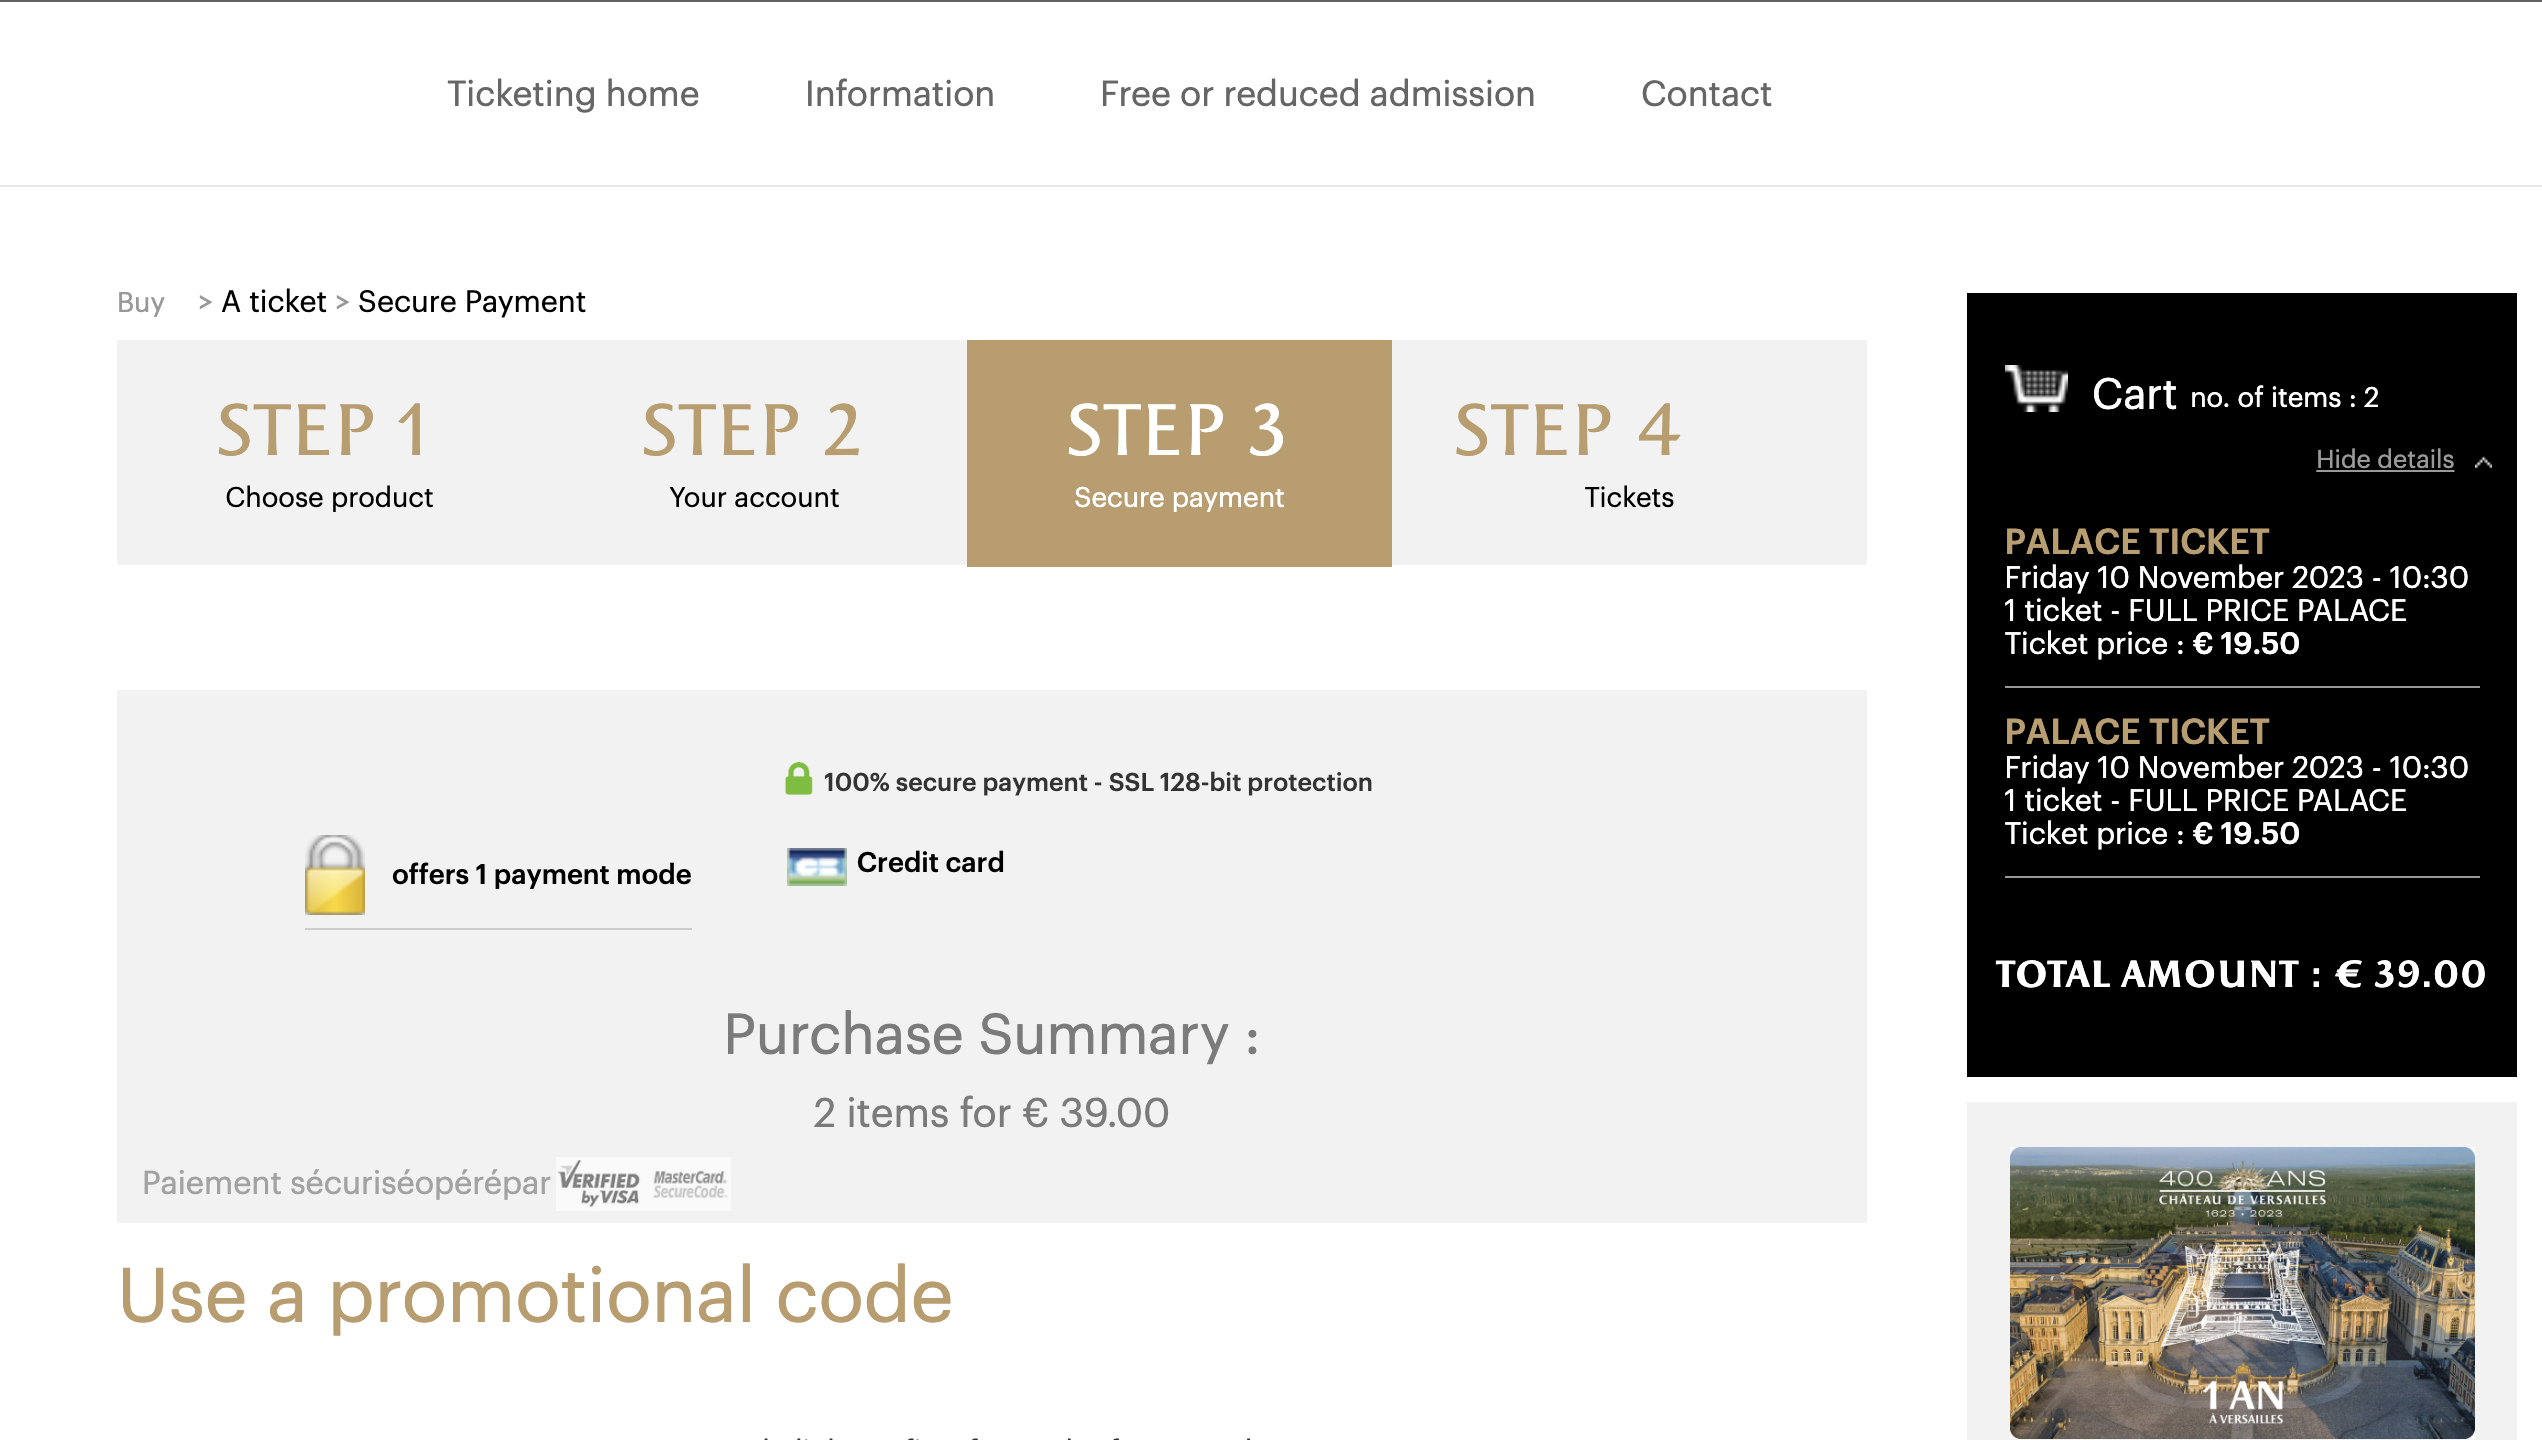 Ticketing home Information Free or reduced admission Contact
Buy > A ticket > Secure Payment
STEP 1
Choose product
STEP 2
Your account
STEP 3
Secure payment
STEP 4
Tickets
100% secure payment - SSL 128-bit protection
offers 1 payment mode
Credit card
Purchase Summary :
2 items for € 39.00
Paiement sécuriséopérépar VERIFIED by VISA MasterCard. SecureCode.
Use a promotional code
Cart no. of items : 2
Hide details
PALACE TICKET
Friday 10 November 2023 - 10:30
1 ticket - FULL PRICE PALACE
Ticket price : € 19.50
PALACE TICKET
Friday 10 November 2023 - 10:30
1 ticket - FULL PRICE PALACE
Ticket price : € 19.50
TOTAL AMOUNT : € 39.00
400 ANS
CHÂTEAU DE VERSAILLES
1623 • 2023
1 AN
À VERSAILLES